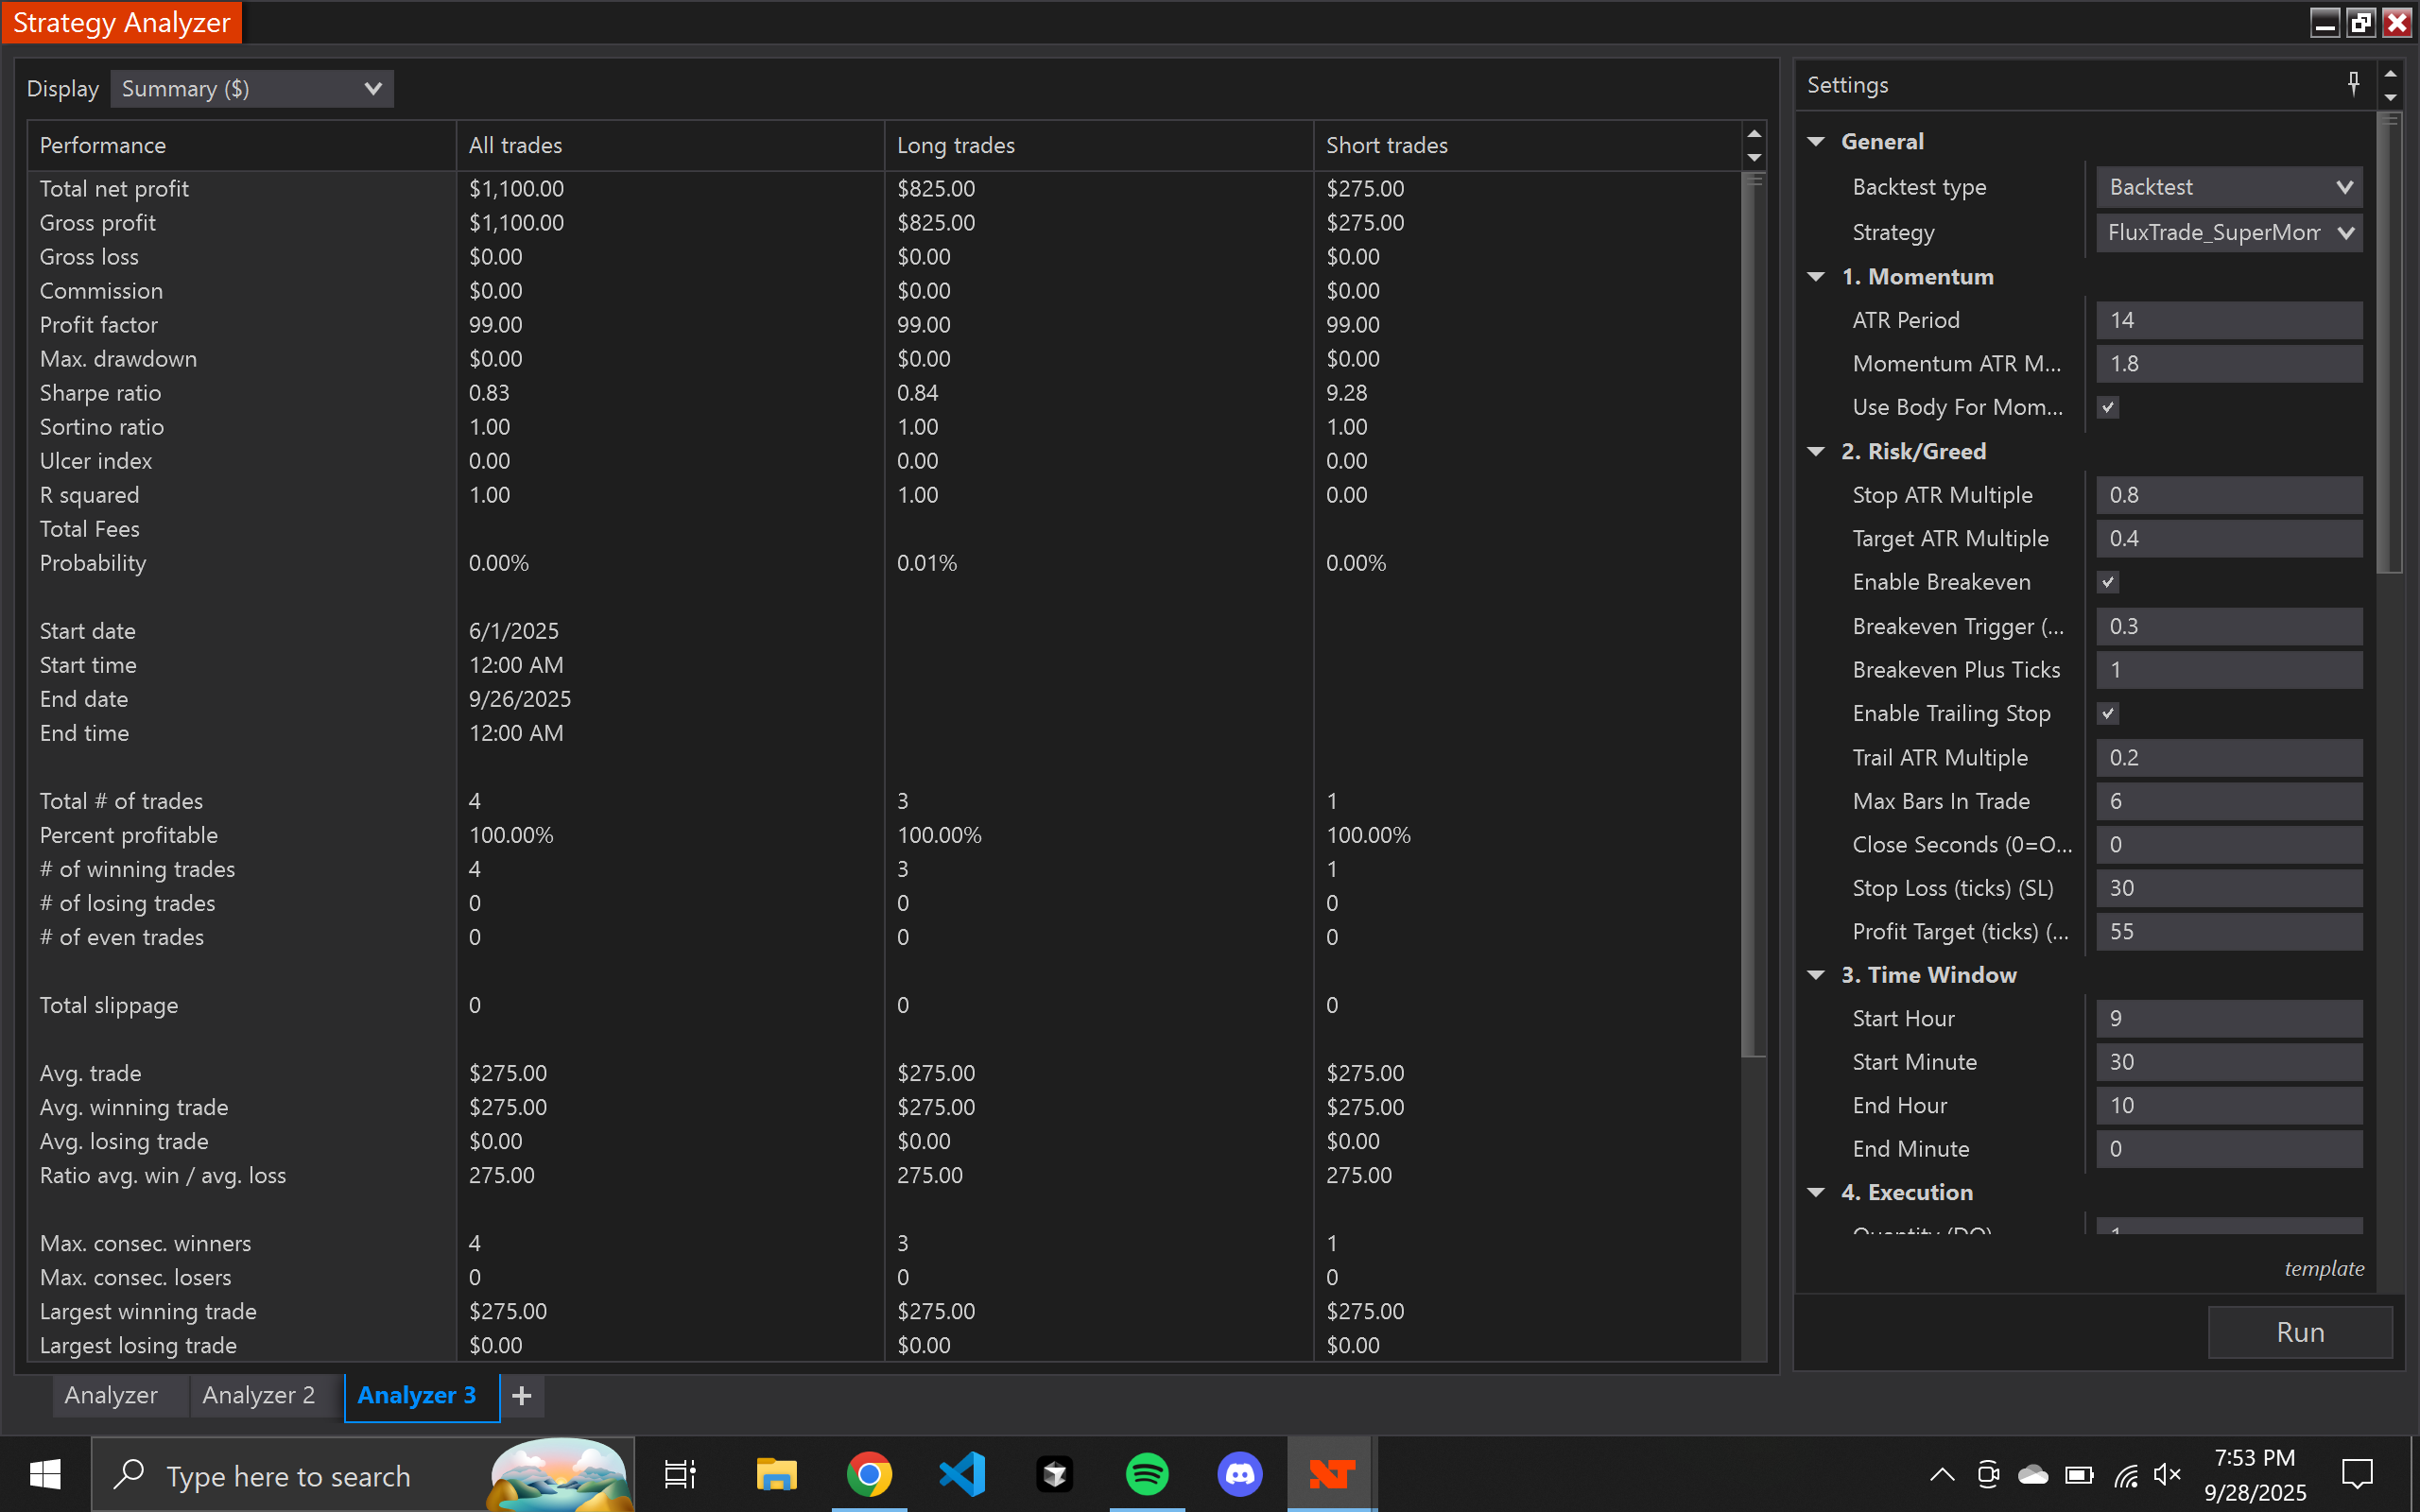 Strategy Analyzer
Display Summary ($)
Performance All trades Long trades Short trades
Total net profit $1,100.00 $825.00 $275.00
Gross profit $1,100.00 $825.00 $275.00
Gross loss $0.00 $0.00 $0.00
Commission $0.00 $0.00 $0.00
Profit factor 99.00 99.00 99.00
Max. drawdown $0.00 $0.00 $0.00
Sharpe ratio 0.83 0.84 9.28
Sortino ratio 1.00 1.00 1.00
Ulcer index 0.00 0.00 0.00
R squared 1.00 1.00 0.00
Total Fees
Probability 0.00% 0.01% 0.00%
Start date 6/1/2025
Start time 12:00 AM
End date 9/26/2025
End time 12:00 AM
Total # of trades 4 3 1
Percent profitable 100.00% 100.00% 100.00%
# of winning trades 4 3 1
# of losing trades 0 0 0
# of even trades 0 0 0
Total slippage 0 0 0
Avg. trade $275.00 $275.00 $275.00
Avg. winning trade $275.00 $275.00 $275.00
Avg. losing trade $0.00 $0.00 $0.00
Ratio avg. win / avg. loss 275.00 275.00 275.00
Max. consec. winners 4 3 1
Max. consec. losers 0 0 0
Largest winning trade $275.00 $275.00 $275.00
Largest losing trade $0.00 $0.00 $0.00
Analyzer Analyzer 2 Analyzer 3 +
Settings
General
Backtest type Backtest
Strategy FluxTrade_SuperMom
1. Momentum
ATR Period 14
Momentum ATR M... 1.8
Use Body For Mom...
2. Risk/Greed
Stop ATR Multiple 0.8
Target ATR Multiple 0.4
Enable Breakeven
Breakeven Trigger (... 0.3
Breakeven Plus Ticks 1
Enable Trailing Stop
Trail ATR Multiple 0.2
Max Bars In Trade 6
Close Seconds (0=O... 0
Stop Loss (ticks) (SL) 30
Profit Target (ticks) (... 55
3. Time Window
Start Hour 9
Start Minute 30
End Hour 10
End Minute 0
4. Execution
Quantity (DO) 1
template
Run
Type here to search
7:53 PM
9/28/2025